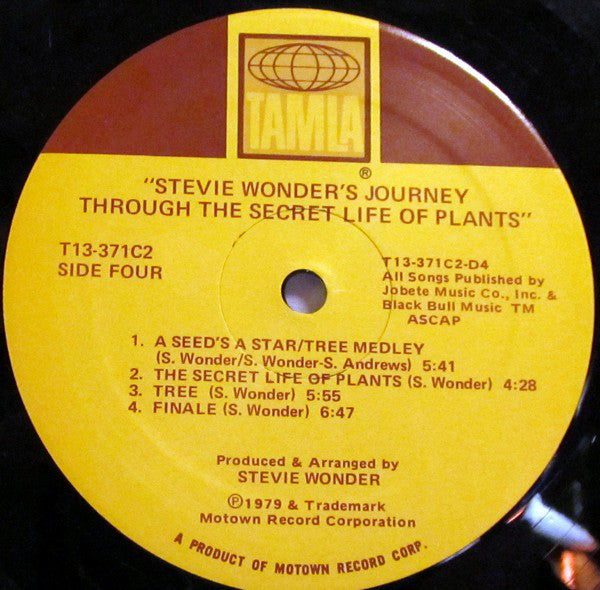 TAMLA
®
"STEVIE WONDER'S JOURNEY
THROUGH THE SECRET LIFE OF PLANTS"
T13-371C2
SIDE FOUR
T13-371C2-D4
All Songs Published by
Jobete Music Co., Inc. &
Black Bull Music TM
ASCAP
1. A SEED'S A STAR/TREE MEDLEY
(S. Wonder/S. Wonder-S. Andrews) 5:41
2. THE SECRET LIFE OF PLANTS (S. Wonder) 4:28
3. TREE (S. Wonder) 5:55
4. FINALE (S. Wonder) 6:47
Produced & Arranged by
STEVIE WONDER
Ⓟ1979 & Trademark
Motown Record Corporation
A PRODUCT OF MOTOWN RECORD CORP.